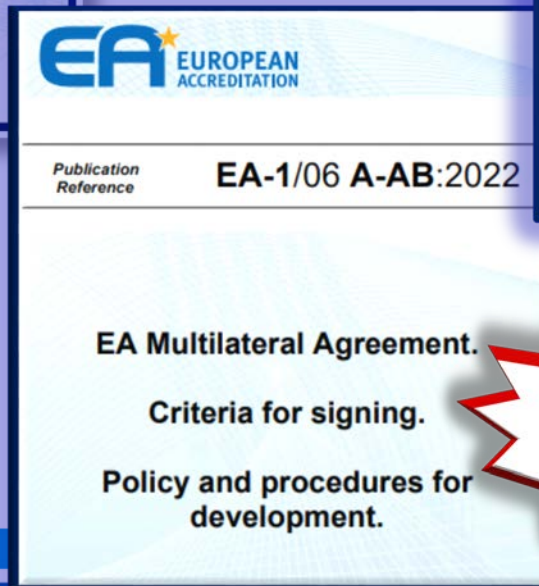 EA EUROPEAN
ACCREDITATION
Publication
Reference
EA-1/06 A-AB:2022
EA Multilateral Agreement.
Criteria for signing.
Policy and procedures for
development.